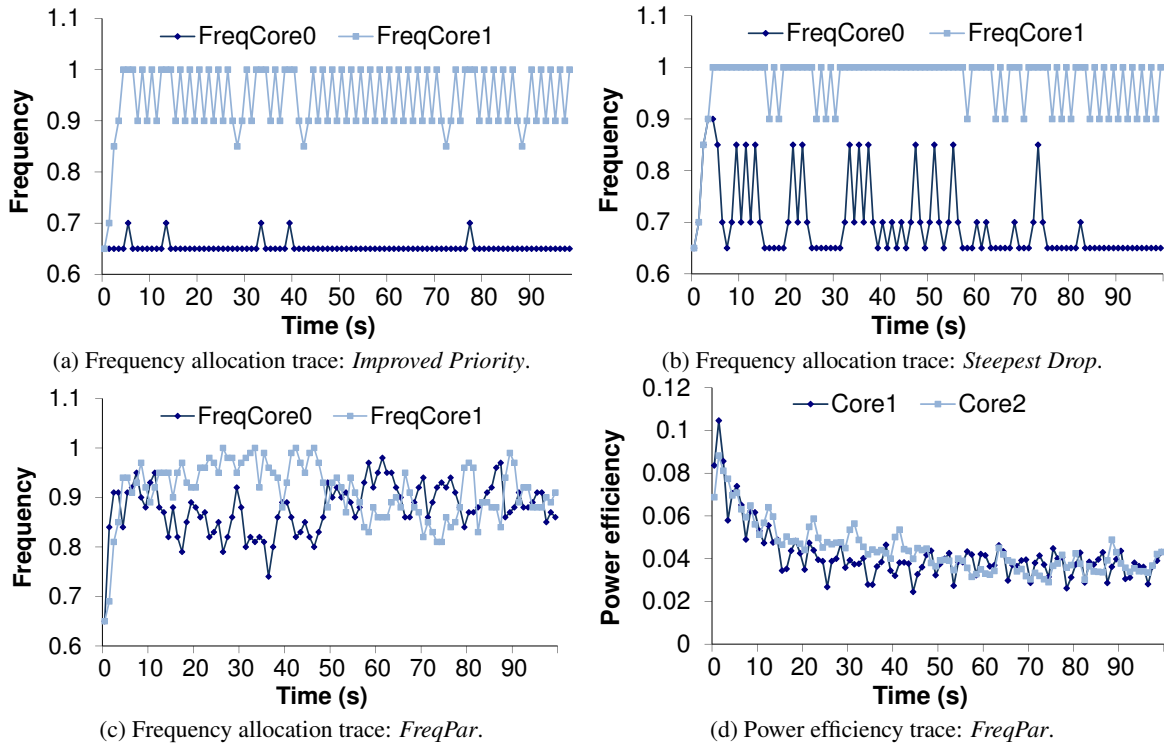 1.1
FreqCore0 FreqCore1
1
0.9
0.8
0.7
0.6
Frequency
0 10 20 30 40 50 60 70 80 90
Time (s)
(a) Frequency allocation trace: Improved Priority.
1.1
FreqCore0 FreqCore1
1
0.9
0.8
0.7
0.6
Frequency
0 10 20 30 40 50 60 70 80 90
Time (s)
(b) Frequency allocation trace: Steepest Drop.
1.1
FreqCore0 FreqCore1
1
0.9
0.8
0.7
0.6
Frequency
0 10 20 30 40 50 60 70 80 90
Time (s)
(c) Frequency allocation trace: FreqPar.
0.12
Core1 Core2
0.1
0.08
0.06
0.04
0.02
0
Power efficiency
0 10 20 30 40 50 60 70 80 90
Time (s)
(d) Power efficiency trace: FreqPar.